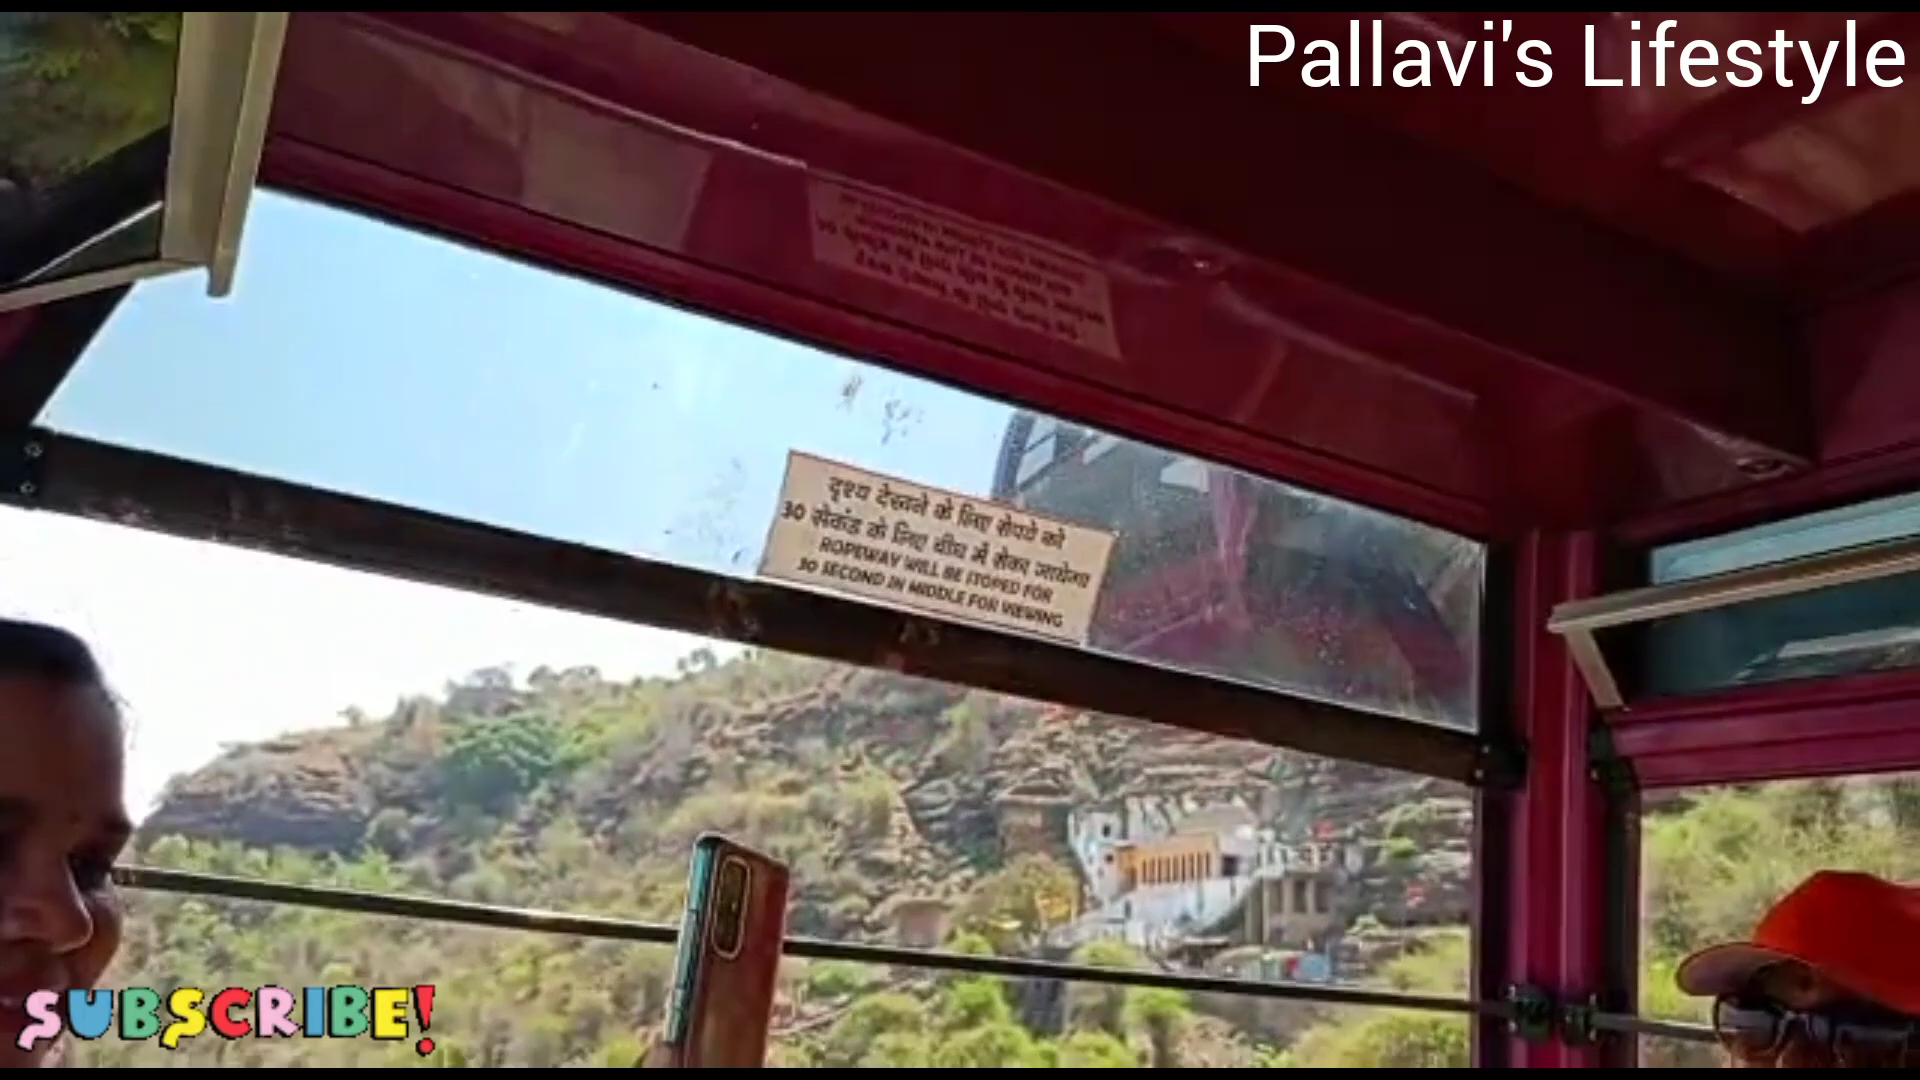 Pallavi's Lifestyle
दृश्य देखने के लिए रोपवे को
30 सेकंड के लिए बीच में रोका जायेगा
ROPEWAY WILL BE STOPED FOR
30 SECOND IN MIDDLE FOR VIEWING
SUBSCRIBE!